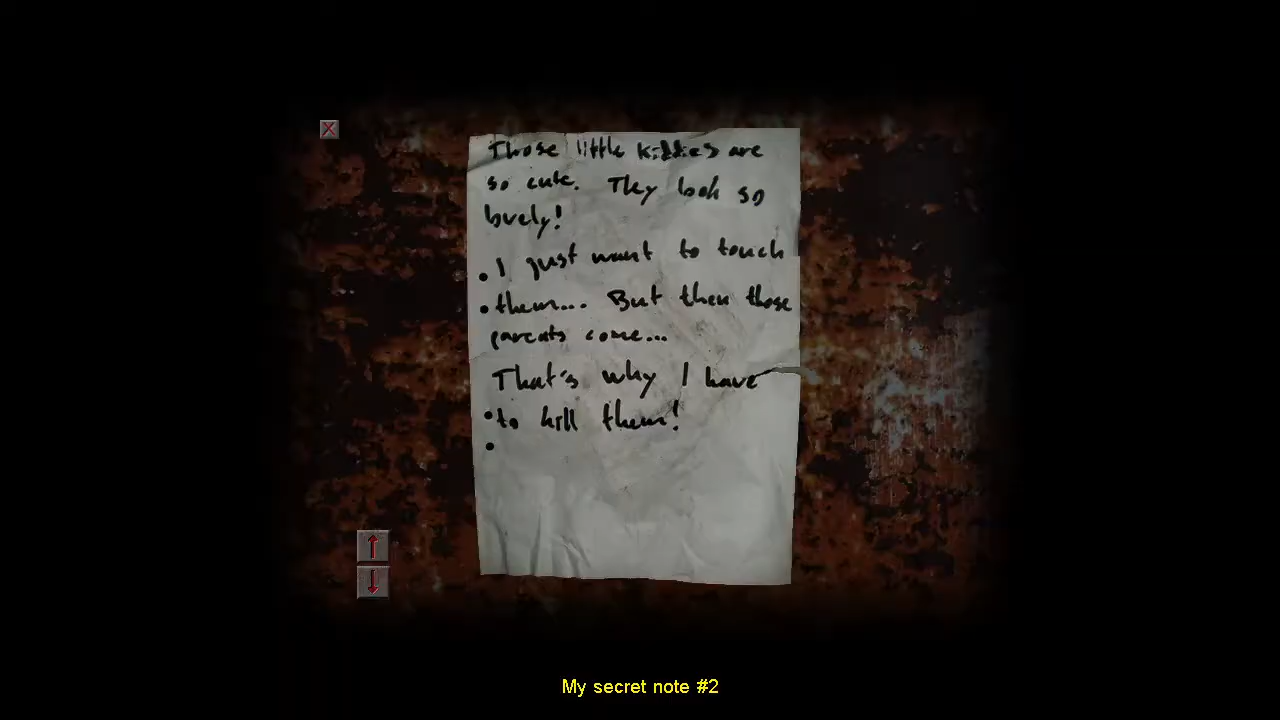 Those little kitties are
so cute. They look so
lovely!
I just want to touch
them... But then those
parents come...
That's why I have
to kill them!
My secret note #2